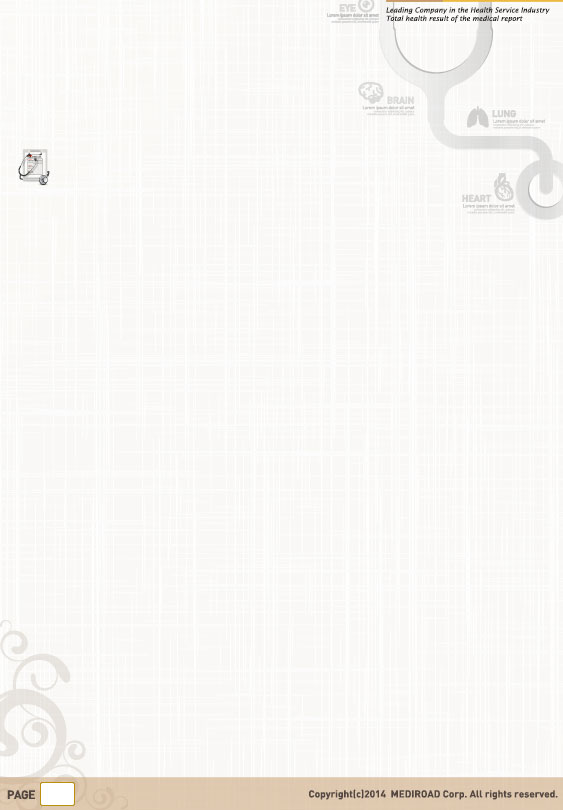 Leading Company in the Health Service Industry
Total health result of the medical report
EYE
Lorem ipsum dolor sit amet
BRAIN
Lorem ipsum dolor sit amet
LUNG
Lorem ipsum dolor sit amet
HEART
Lorem ipsum dolor sit amet
PAGE
Copyright(c)2014 MEDIROAD Corp. All rights reserved.